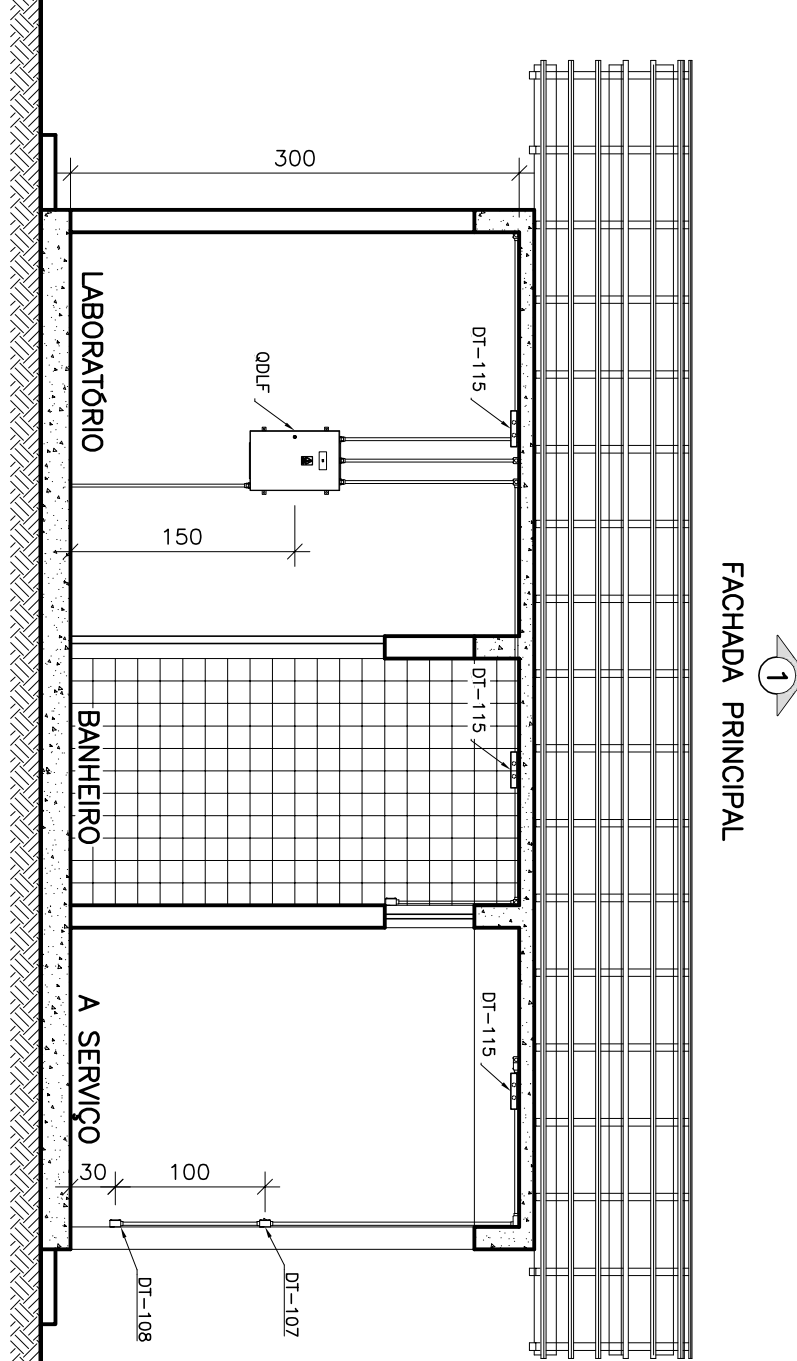 1
FACHADA PRINCIPAL
300
DT-115
DT-115
DT-115
QDLF
150
100
30
DT-107
DT-108
LABORATÓRIO
BANHEIRO
A SERVIÇO